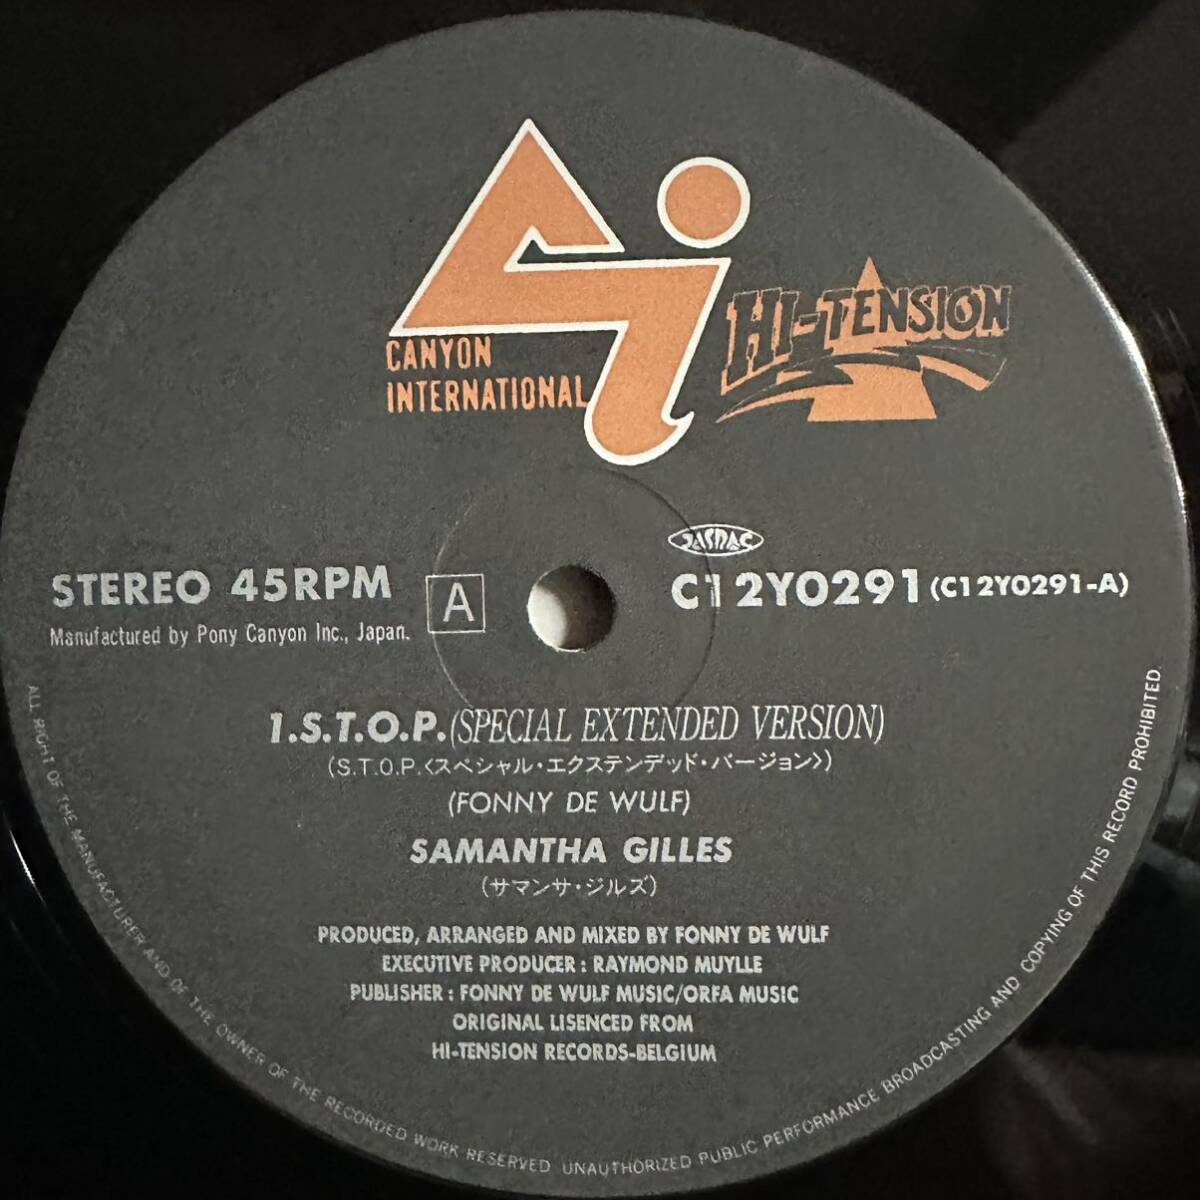 CANYON
INTERNATIONAL
HI-TENSION
JASRAC
STEREO 45RPM
A
C12Y0291 (C12Y0291-A)
Manufactured by Pony Canyon Inc., Japan.
1.S.T.O.P.(SPECIAL EXTENDED VERSION)
(S.T.O.P.〈スペシャル・エクステンデッド・バージョン〉)
(FONNY DE WULF)
SAMANTHA GILLES
(サマンサ・ジルズ)
PRODUCED, ARRANGED AND MIXED BY FONNY DE WULF
EXECUTIVE PRODUCER : RAYMOND MUYLLE
PUBLISHER : FONNY DE WULF MUSIC/ORFA MUSIC
ORIGINAL LISENCED FROM
HI-TENSION RECORDS-BELGIUM
ALL RIGHT OF THE MANUFACTURER AND OF THE OWNER OF THE RECORDED WORK RESERVED UNAUTHORIZED PUBLIC PERFORMANCE BROADCASTING AND COPYING OF THIS RECORD PROHIBITED.